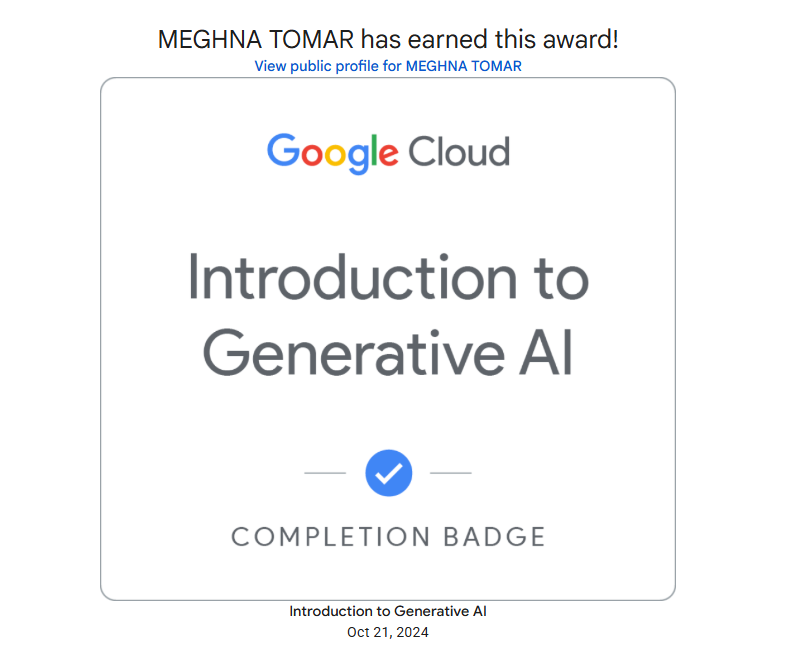 MEGHNA TOMAR has earned this award!
View public profile for MEGHNA TOMAR
Google Cloud
Introduction to
Generative AI
COMPLETION BADGE
Introduction to Generative AI
Oct 21, 2024